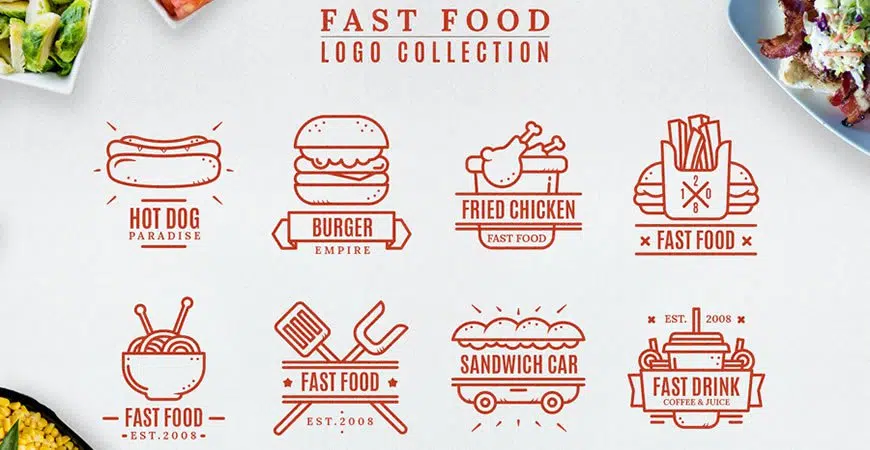 FAST FOOD
LOGO COLLECTION
HOT DOG
PARADISE
BURGER
EMPIRE
FRIED CHICKEN
FAST FOOD
2
1 0
8
FAST FOOD
FAST FOOD
EST.2008
FAST FOOD
EST.2008
SANDWICH CAR
EST. 2008
FAST DRINK
COFFEE & JUICE